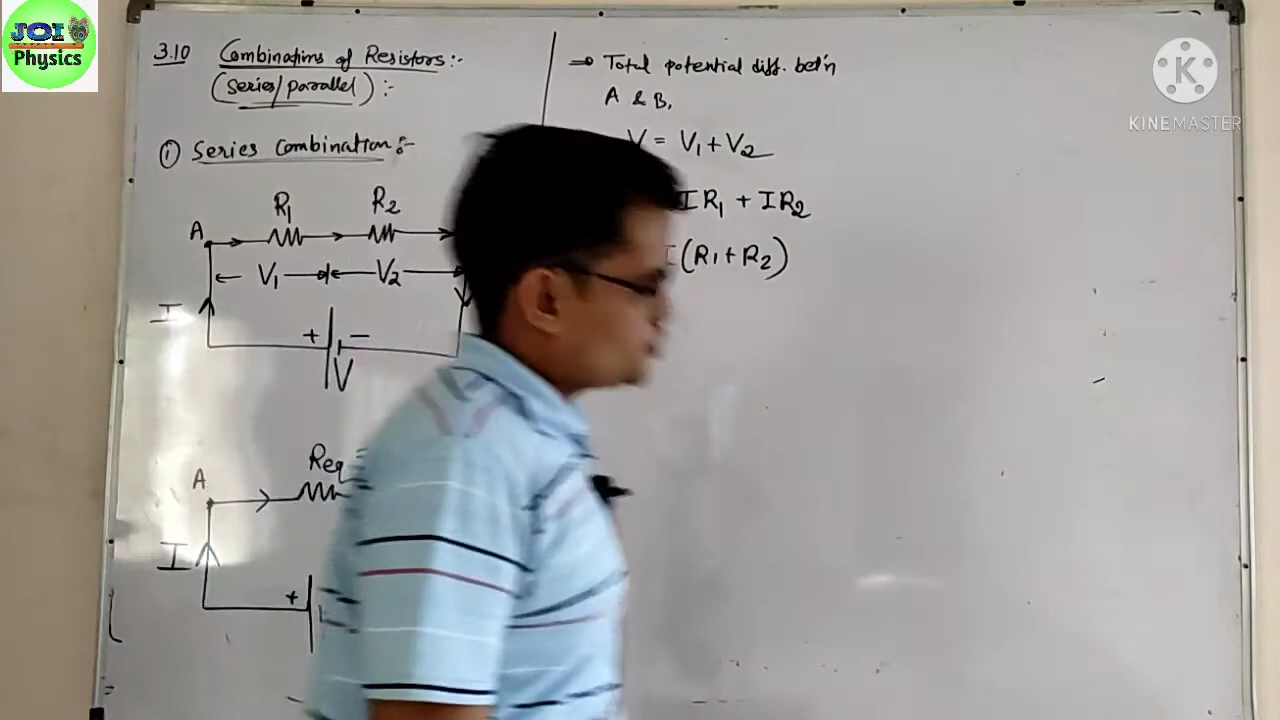 JOI
Physics
3.10 Combinations of Resistors:-
(Series/parallel) :-
① Series Combination:-
R1 R2
A
V1 V2
I
+ -
V
Req =
A
I
+
⇒ Total potential diff. bet'n
A & B,
V = V1 + V2
IR1 + IR2
I(R1 + R2)
K
KINEMASTER